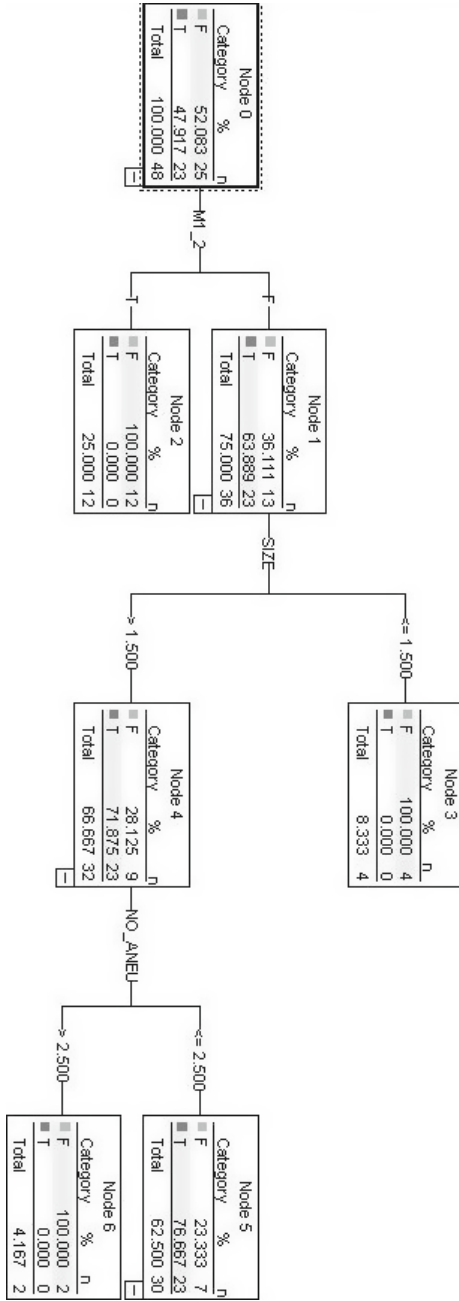 Node 0
Category % n
F 52.083 25
T 47.917 23
Total 100.000 48
M1_2
F
T
Node 1
Category % n
F 36.111 13
T 63.889 23
Total 75.000 36
Node 2
Category % n
F 100.000 12
T 0.000 0
Total 25.000 12
SIZE
<= 1.500
> 1.500
Node 3
Category % n
F 100.000 4
T 0.000 0
Total 8.333 4
Node 4
Category % n
F 28.125 9
T 71.875 23
Total 66.667 32
NO_ANEU
<= 2.500
> 2.500
Node 5
Category % n
F 23.333 7
T 76.667 23
Total 62.500 30
Node 6
Category % n
F 100.000 2
T 0.000 0
Total 4.167 2